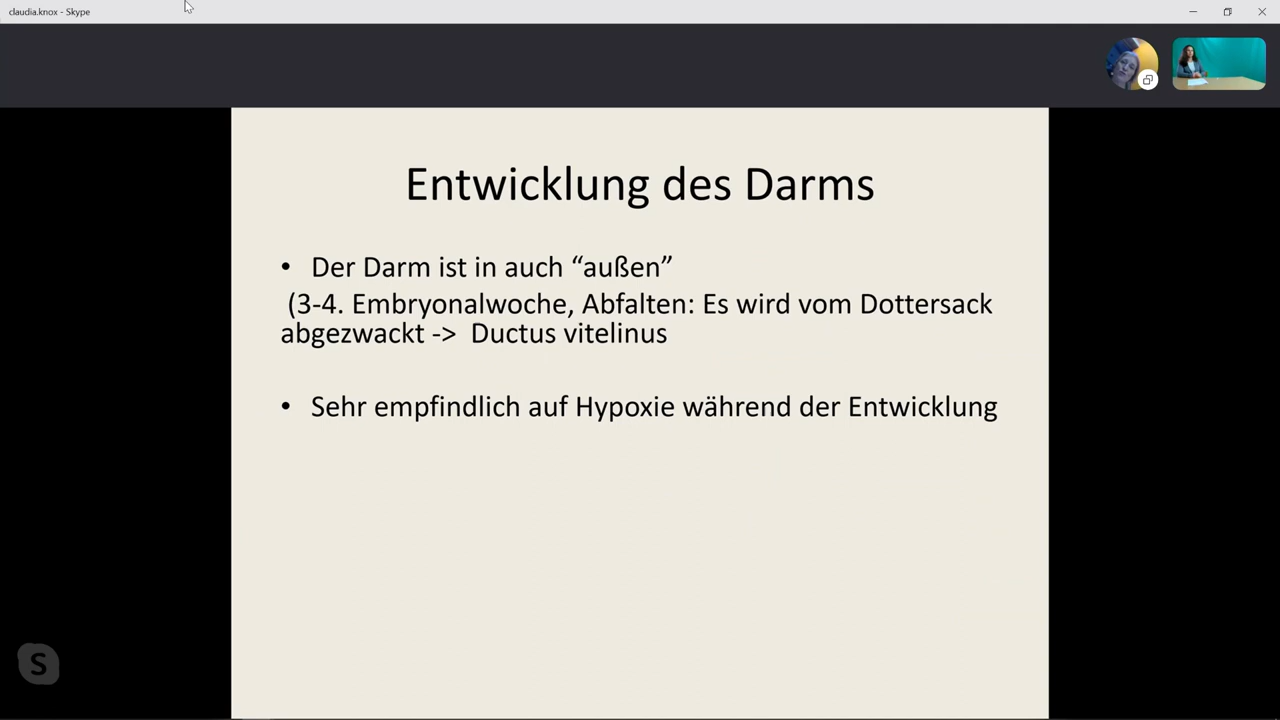 claudia.knox - Skype
Entwicklung des Darms
• Der Darm ist in auch “außen”
(3-4. Embryonalwoche, Abfalten: Es wird vom Dottersack
abgezwackt -> Ductus vitelinus
• Sehr empfindlich auf Hypoxie während der Entwicklung
S